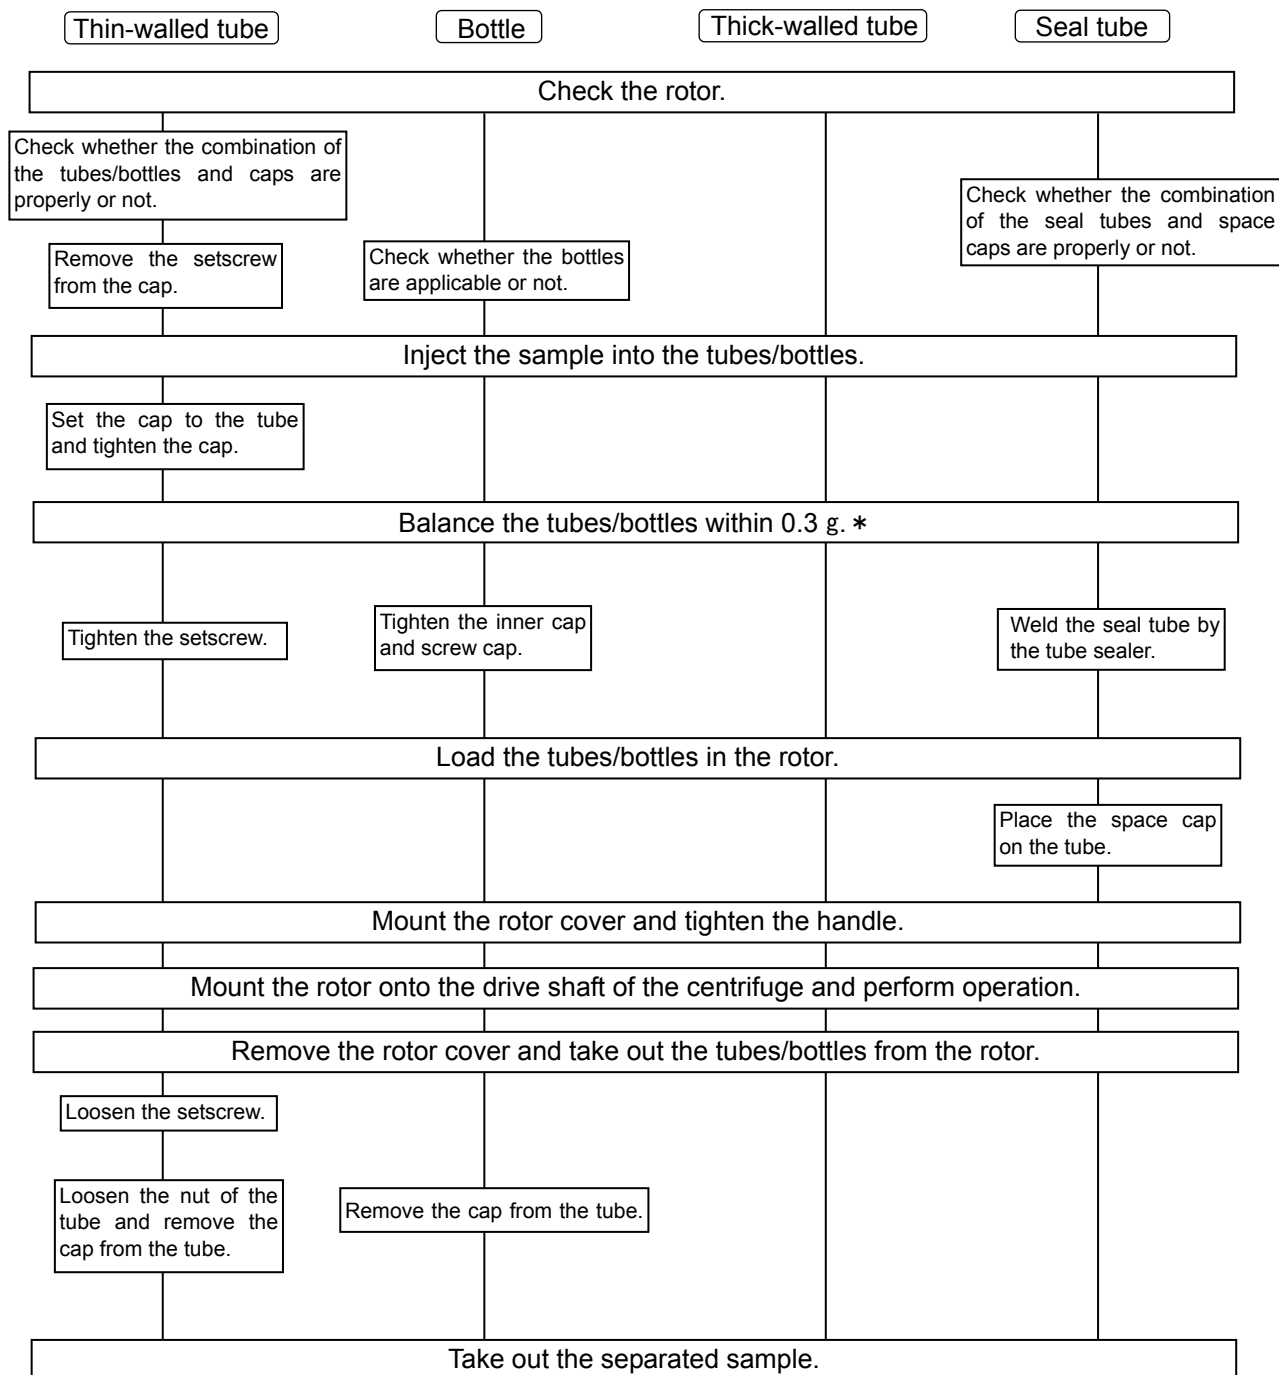 Thin-walled tube
Bottle
Thick-walled tube
Seal tube
Check the rotor.
Check whether the combination of
the tubes/bottles and caps are
properly or not.
Check whether the combination
of the seal tubes and space
caps are properly or not.
Remove the setscrew
from the cap.
Check whether the bottles
are applicable or not.
Inject the sample into the tubes/bottles.
Set the cap to the tube
and tighten the cap.
Balance the tubes/bottles within 0.3 g. *
Tighten the setscrew.
Tighten the inner cap
and screw cap.
Weld the seal tube by
the tube sealer.
Load the tubes/bottles in the rotor.
Place the space cap
on the tube.
Mount the rotor cover and tighten the handle.
Mount the rotor onto the drive shaft of the centrifuge and perform operation.
Remove the rotor cover and take out the tubes/bottles from the rotor.
Loosen the setscrew.
Loosen the nut of the
tube and remove the
cap from the tube.
Remove the cap from the tube.
Take out the separated sample.